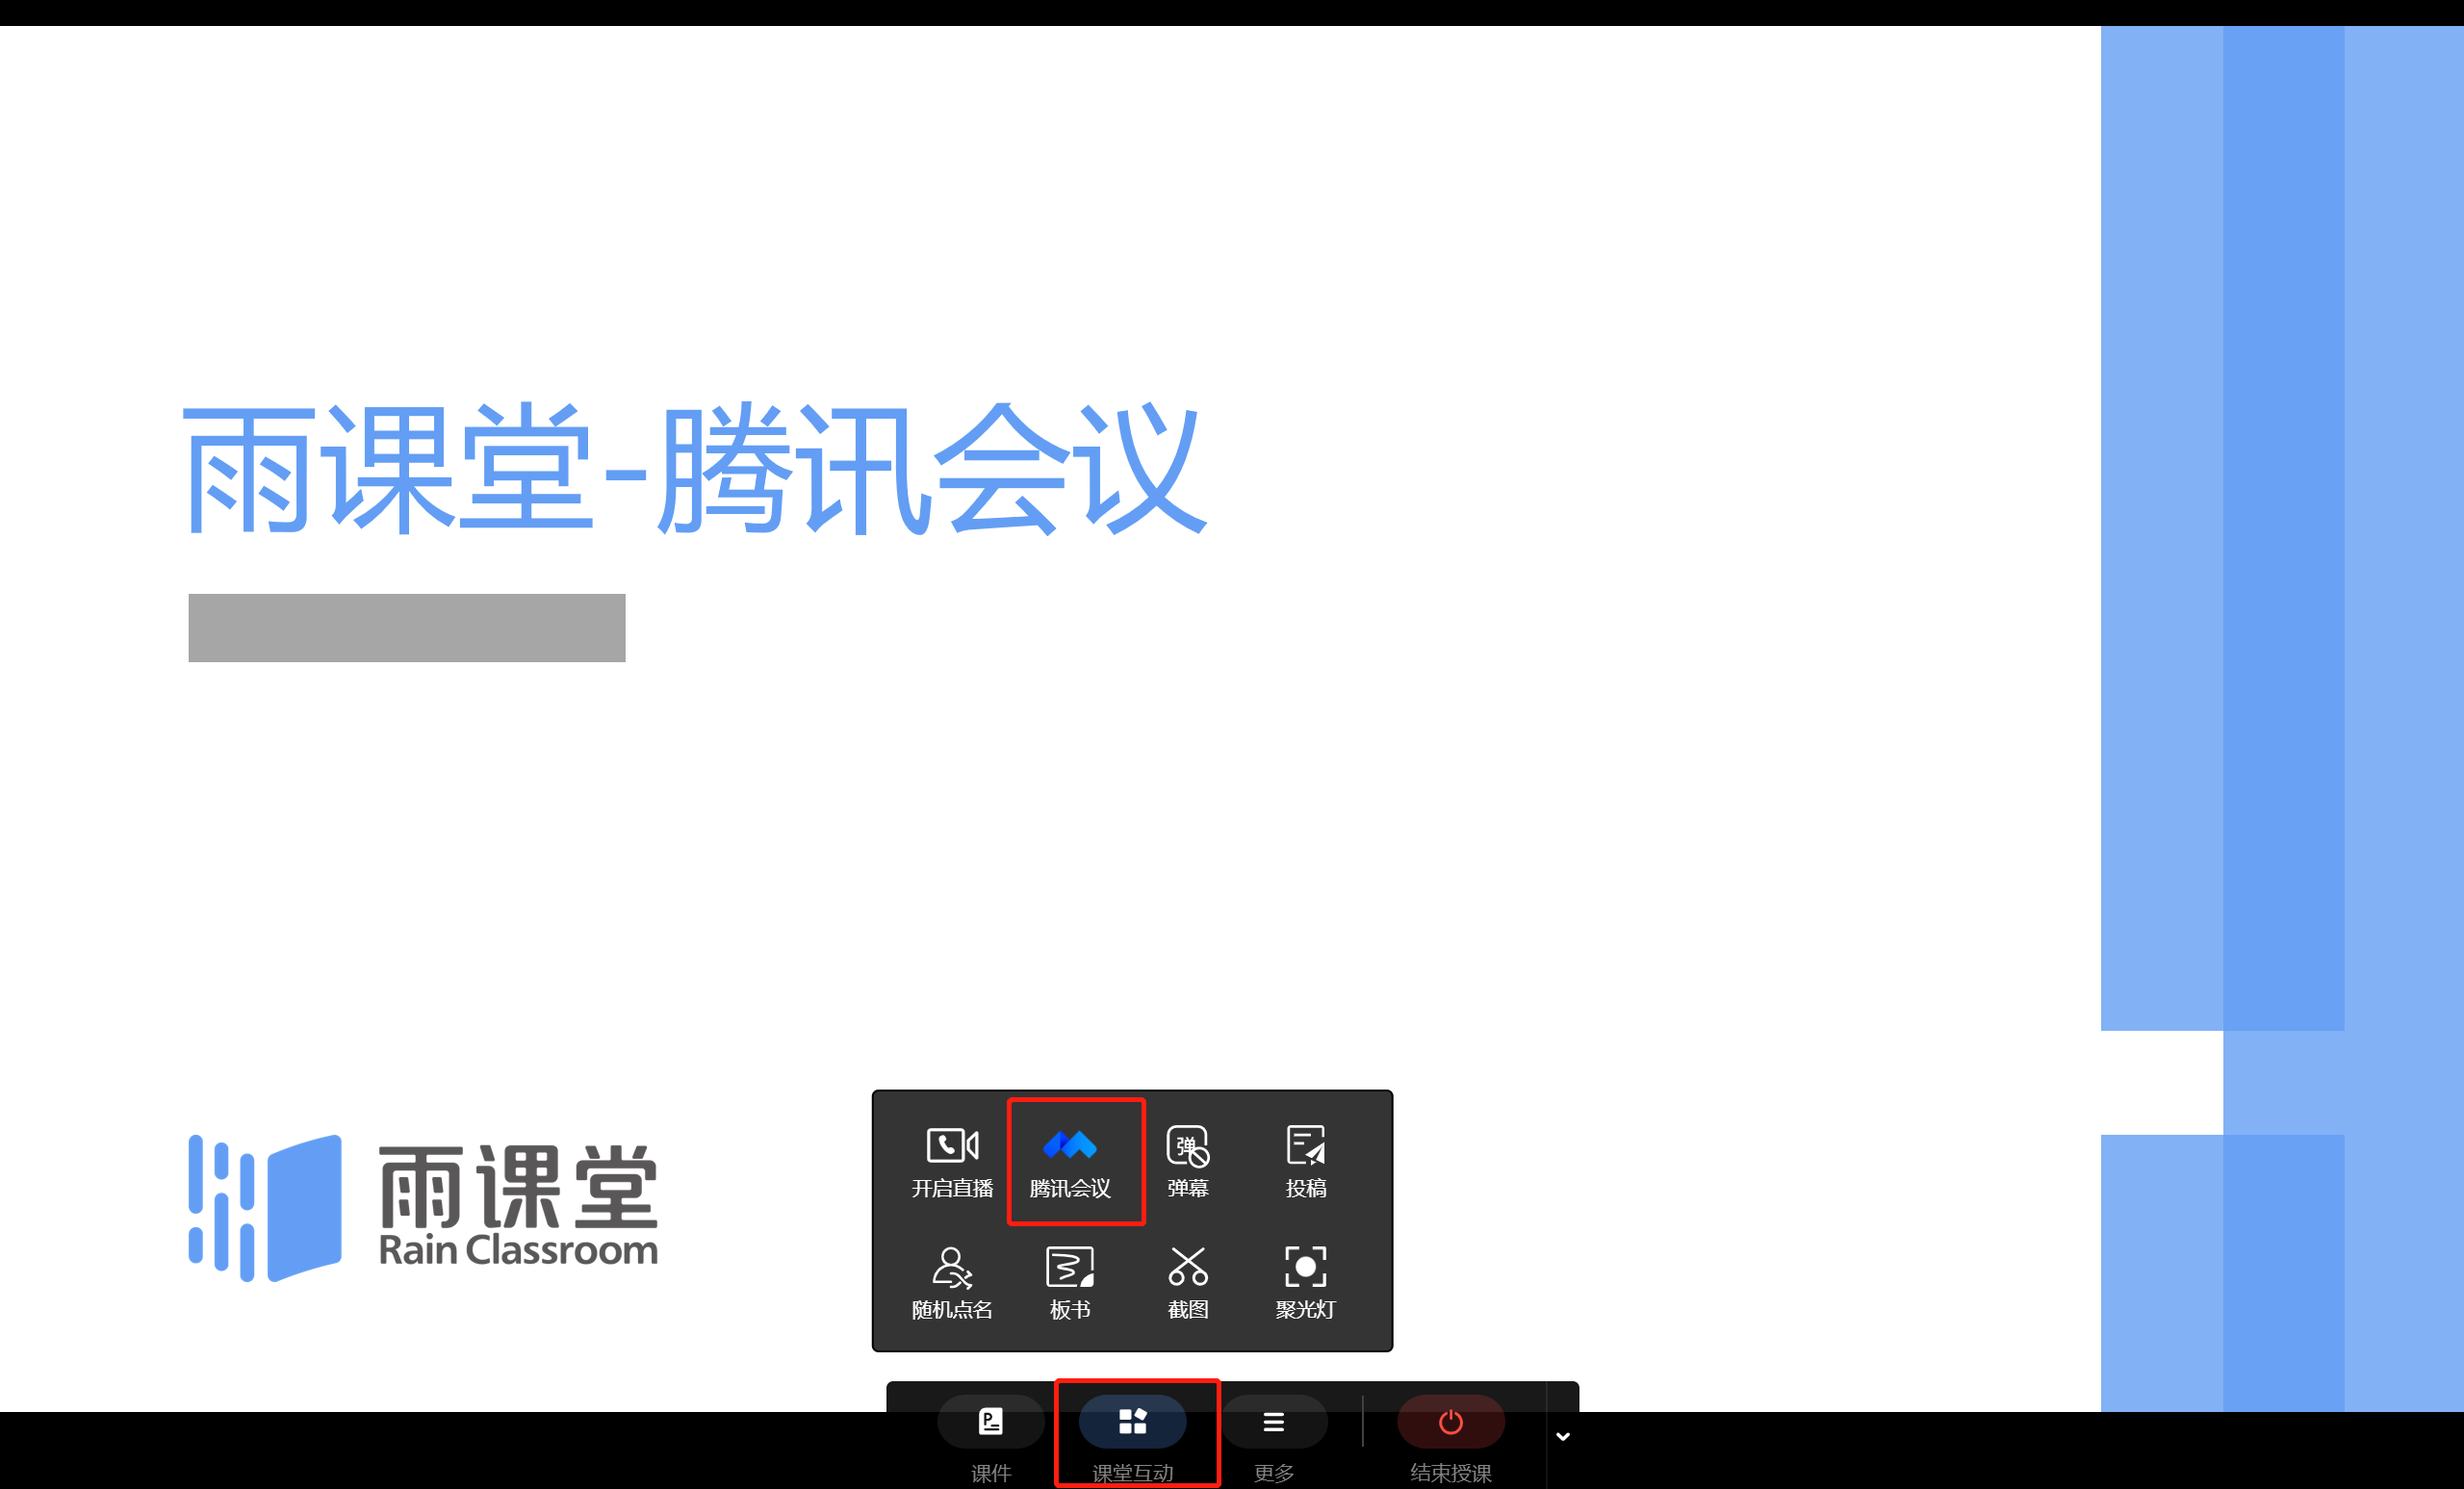 雨课堂-腾讯会议
雨课堂
Rain Classroom
开启直播 腾讯会议 弹幕 投稿
随机点名 板书 截图 聚光灯
课件 课堂互动 更多 结束授课